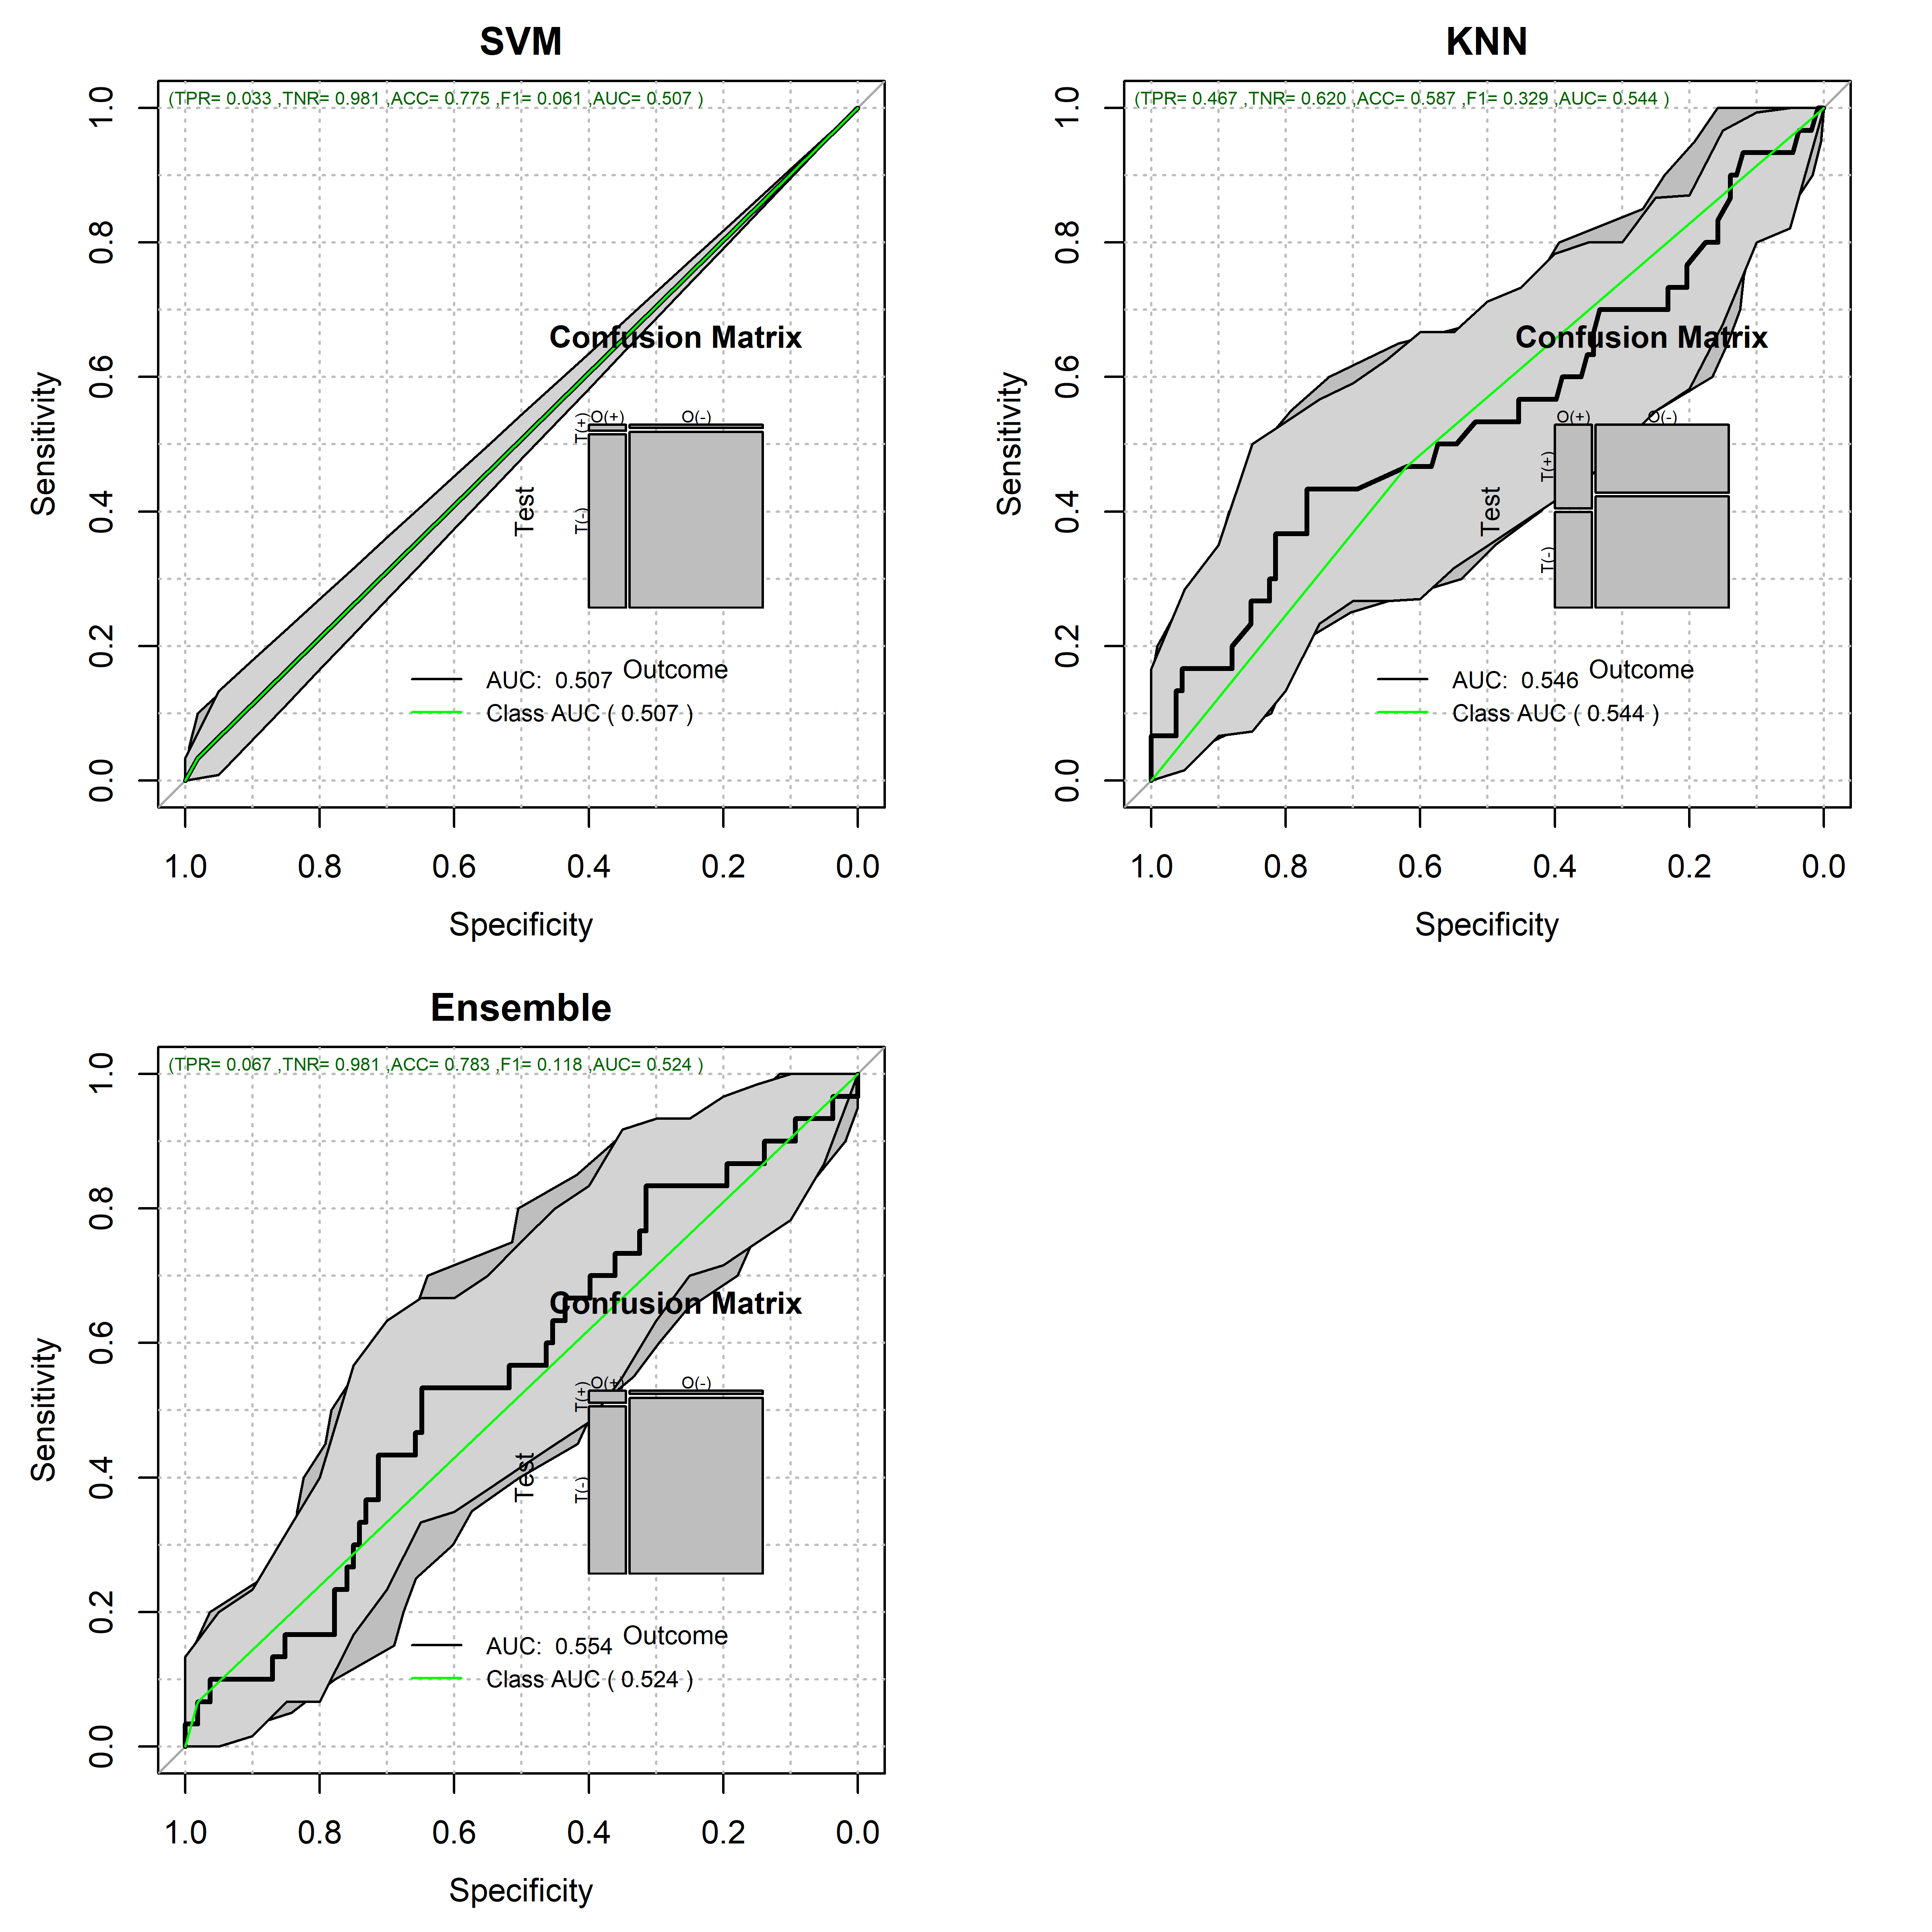 SVM
(TPR= 0.033 ,TNR= 0.981 ,ACC= 0.775 ,F1= 0.061 ,AUC= 0.507 )
1.0
0.8
0.6
0.4
0.2
0.0
Sensitivity
Confusion Matrix
O(+) O(-)
T(+)
T(-)
Test
Outcome
AUC: 0.507
Class AUC ( 0.507 )
1.0 0.8 0.6 0.4 0.2 0.0
Specificity
KNN
(TPR= 0.467 ,TNR= 0.620 ,ACC= 0.587 ,F1= 0.329 ,AUC= 0.544 )
1.0
0.8
0.6
0.4
0.2
0.0
Sensitivity
Confusion Matrix
O(+) O(-)
T(+)
T(-)
Test
Outcome
AUC: 0.546
Class AUC ( 0.544 )
1.0 0.8 0.6 0.4 0.2 0.0
Specificity
Ensemble
(TPR= 0.067 ,TNR= 0.981 ,ACC= 0.783 ,F1= 0.118 ,AUC= 0.524 )
1.0
0.8
0.6
0.4
0.2
0.0
Sensitivity
Confusion Matrix
O(+) O(-)
T(+)
T(-)
Test
Outcome
AUC: 0.554
Class AUC ( 0.524 )
1.0 0.8 0.6 0.4 0.2 0.0
Specificity